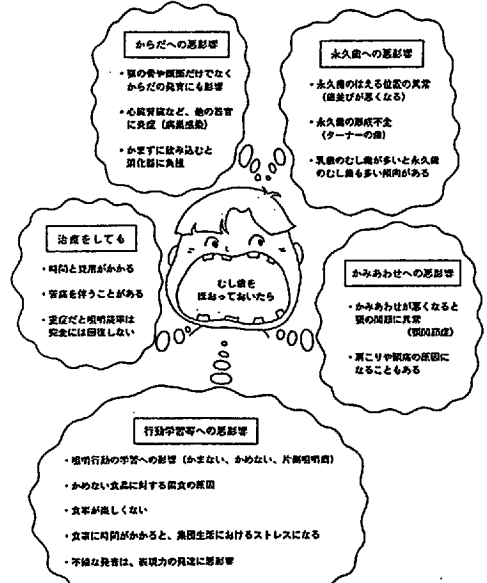 からだへの悪影響
・顎の骨や顔面だけでなく
からだの発育にも影響
・心臓腎臓など、他の器官
に炎症（病巣感染）
・かまずに飲み込むと
消化器に負担
永久歯への悪影響
・永久歯のはえる位置の異常
（歯並びが悪くなる）
・永久歯の形成不全
（ターナーの歯）
・乳歯のむし歯が多いと永久歯
のむし歯も多い傾向がある
治療をしても
・時間と費用がかかる
・苦痛を伴うことがある
・重症だと咀嚼能率は
完全には回復しない
むし歯を
ほおっておいたら
かみあわせへの悪影響
・かみあわせが悪くなると
顎の関節に異常
（顎関節症）
・肩こりや頭痛の原因に
なることもある
行動学習等への悪影響
・咀嚼行動の学習への影響（かまない、かめない、片側咀嚼癖）
・かめない食品に対する偏食の原因
・食事が楽しくない
・食事に時間がかかると、集団生活におけるストレスになる
・不鮮な発音は、表現力の発達に悪影響